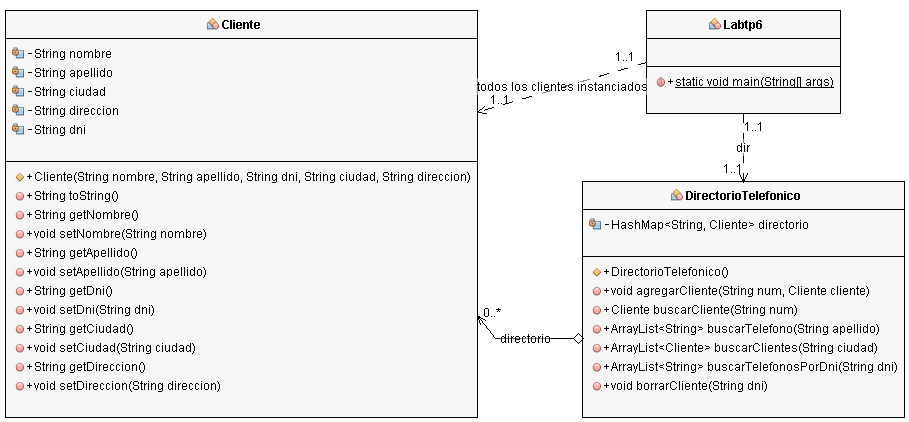 Cliente
- String nombre
- String apellido
- String ciudad
- String direccion
- String dni
+ Cliente(String nombre, String apellido, String dni, String ciudad, String direccion)
+ String toString()
+ String getNombre()
+ void setNombre(String nombre)
+ String getApellido()
+ void setApellido(String apellido)
+ String getDni()
+ void setDni(String dni)
+ String getCiudad()
+ void setCiudad(String ciudad)
+ String getDireccion()
+ void setDireccion(String direccion)
Labtp6
+ static void main(String[] args)
1..1
todos los clientes instanciados
1..1
1..1
dir
1..1
DirectorioTelefonico
- HashMap<String, Cliente> directorio
+ DirectorioTelefonico()
+ void agregarCliente(String num, Cliente cliente)
+ Cliente buscarCliente(String num)
+ ArrayList<String> buscarTelefono(String apellido)
+ ArrayList<Cliente> buscarClientes(String ciudad)
+ ArrayList<String> buscarTelefonosPorDni(String dni)
+ void borrarCliente(String dni)
0..*
directorio